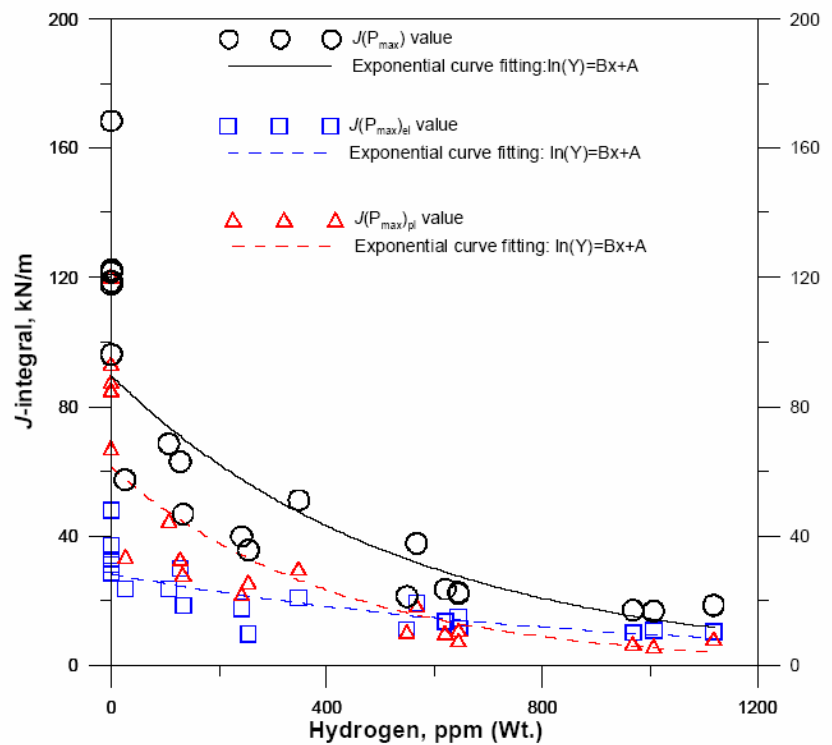 200
160
120
80
40
0
200
160
120
80
40
0
J(Pmax) value
Exponential curve fitting:ln(Y)=Bx+A
J(Pmax)el value
Exponential curve fitting: ln(Y)=Bx+A
J(Pmax)pl value
Exponential curve fitting: ln(Y)=Bx+A
J-integral, kN/m
0
400
800
1200
Hydrogen, ppm (Wt.)